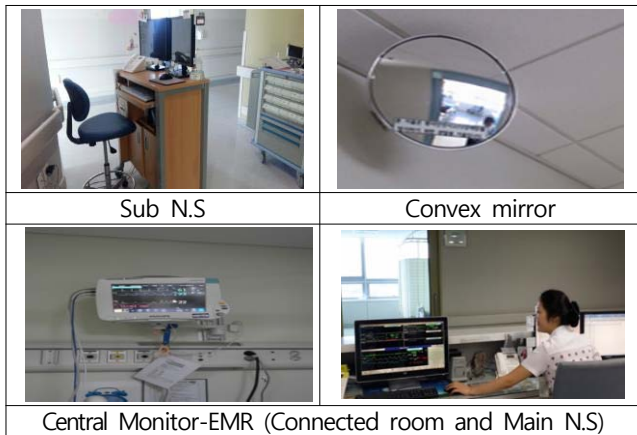 Sub N.S
Convex mirror
Central Monitor-EMR (Connected room and Main N.S)